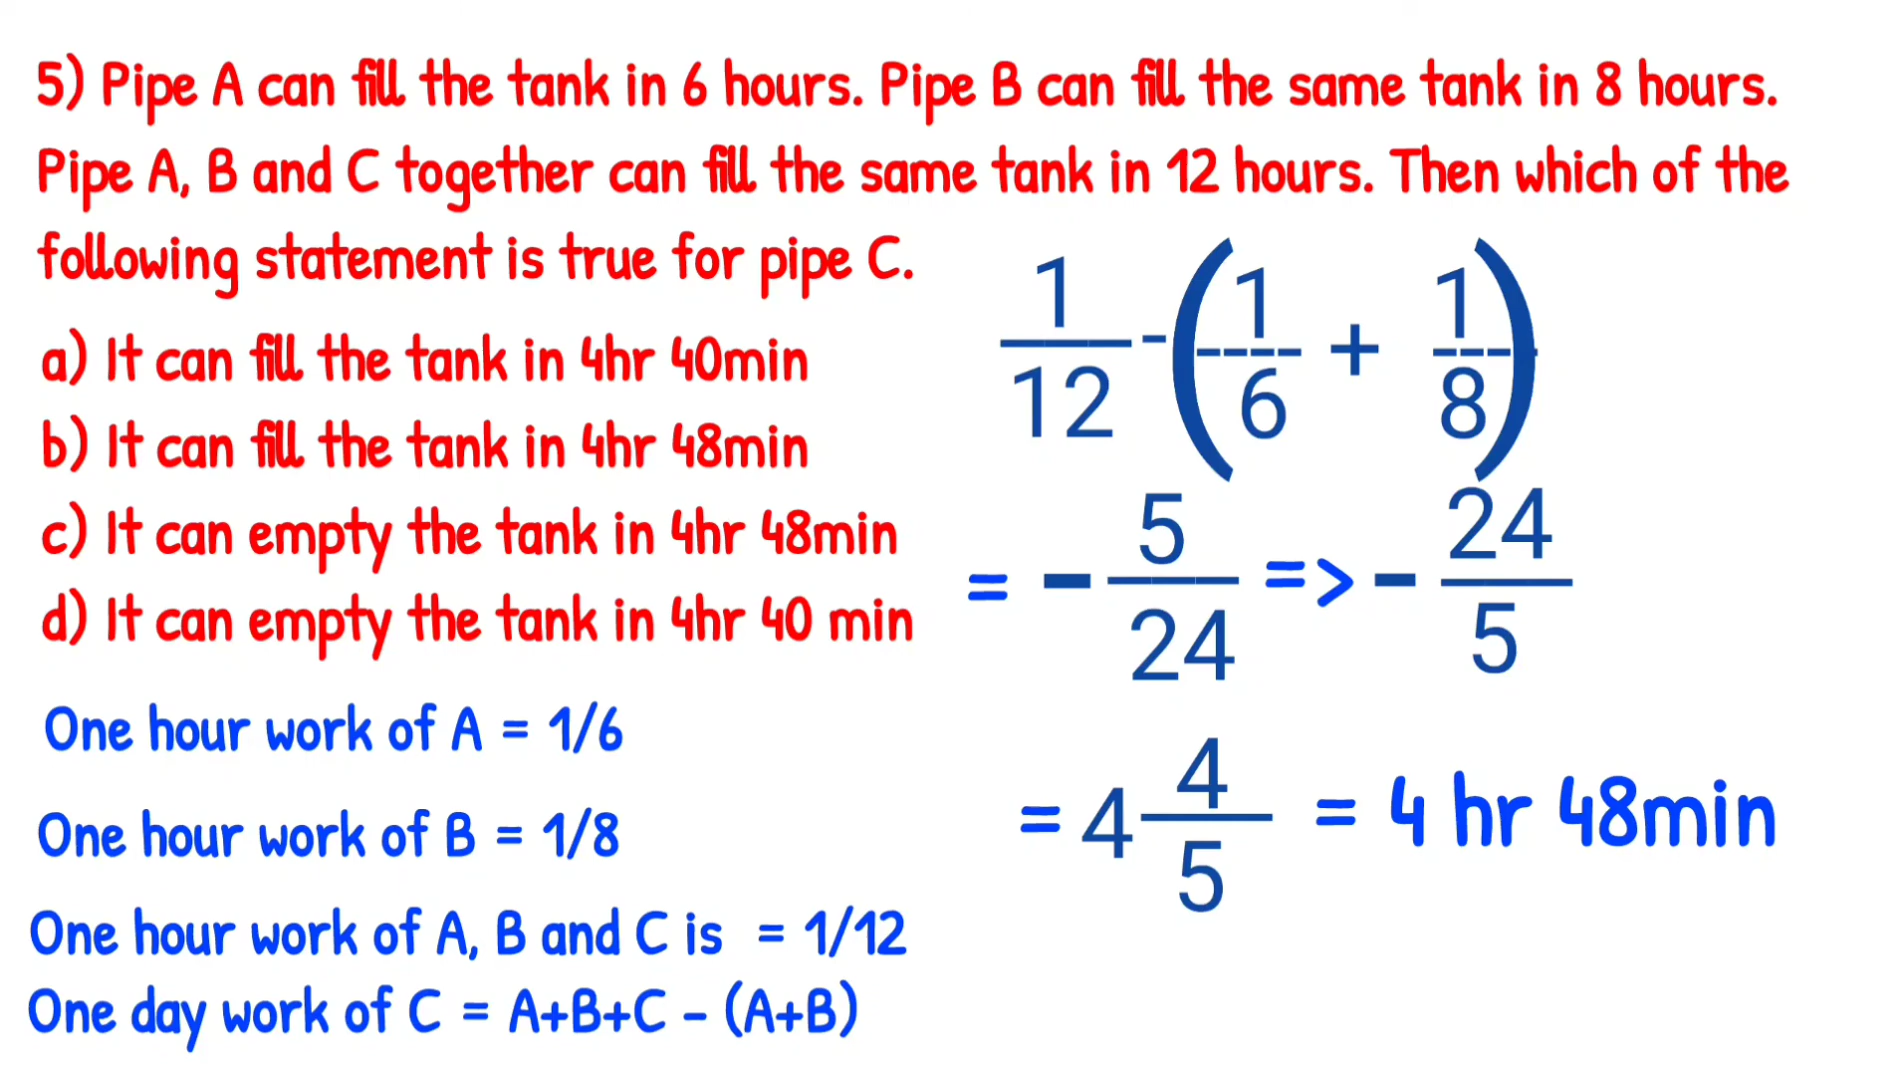 5) Pipe A can fill the tank in 6 hours. Pipe B can fill the same tank in 8 hours.
Pipe A, B and C together can fill the same tank in 12 hours. Then which of the
following statement is true for pipe C.
a) It can fill the tank in 4hr 40min
b) It can fill the tank in 4hr 48min
c) It can empty the tank in 4hr 48min
d) It can empty the tank in 4hr 40 min
One hour work of A = 1/6
One hour work of B = 1/8
One hour work of A, B and C is = 1/12
One day work of C = A+B+C - (A+B)
1/12 - (1/6 + 1/8)
= - 5/24 => - 24/5
= 4 4/5 = 4 hr 48min